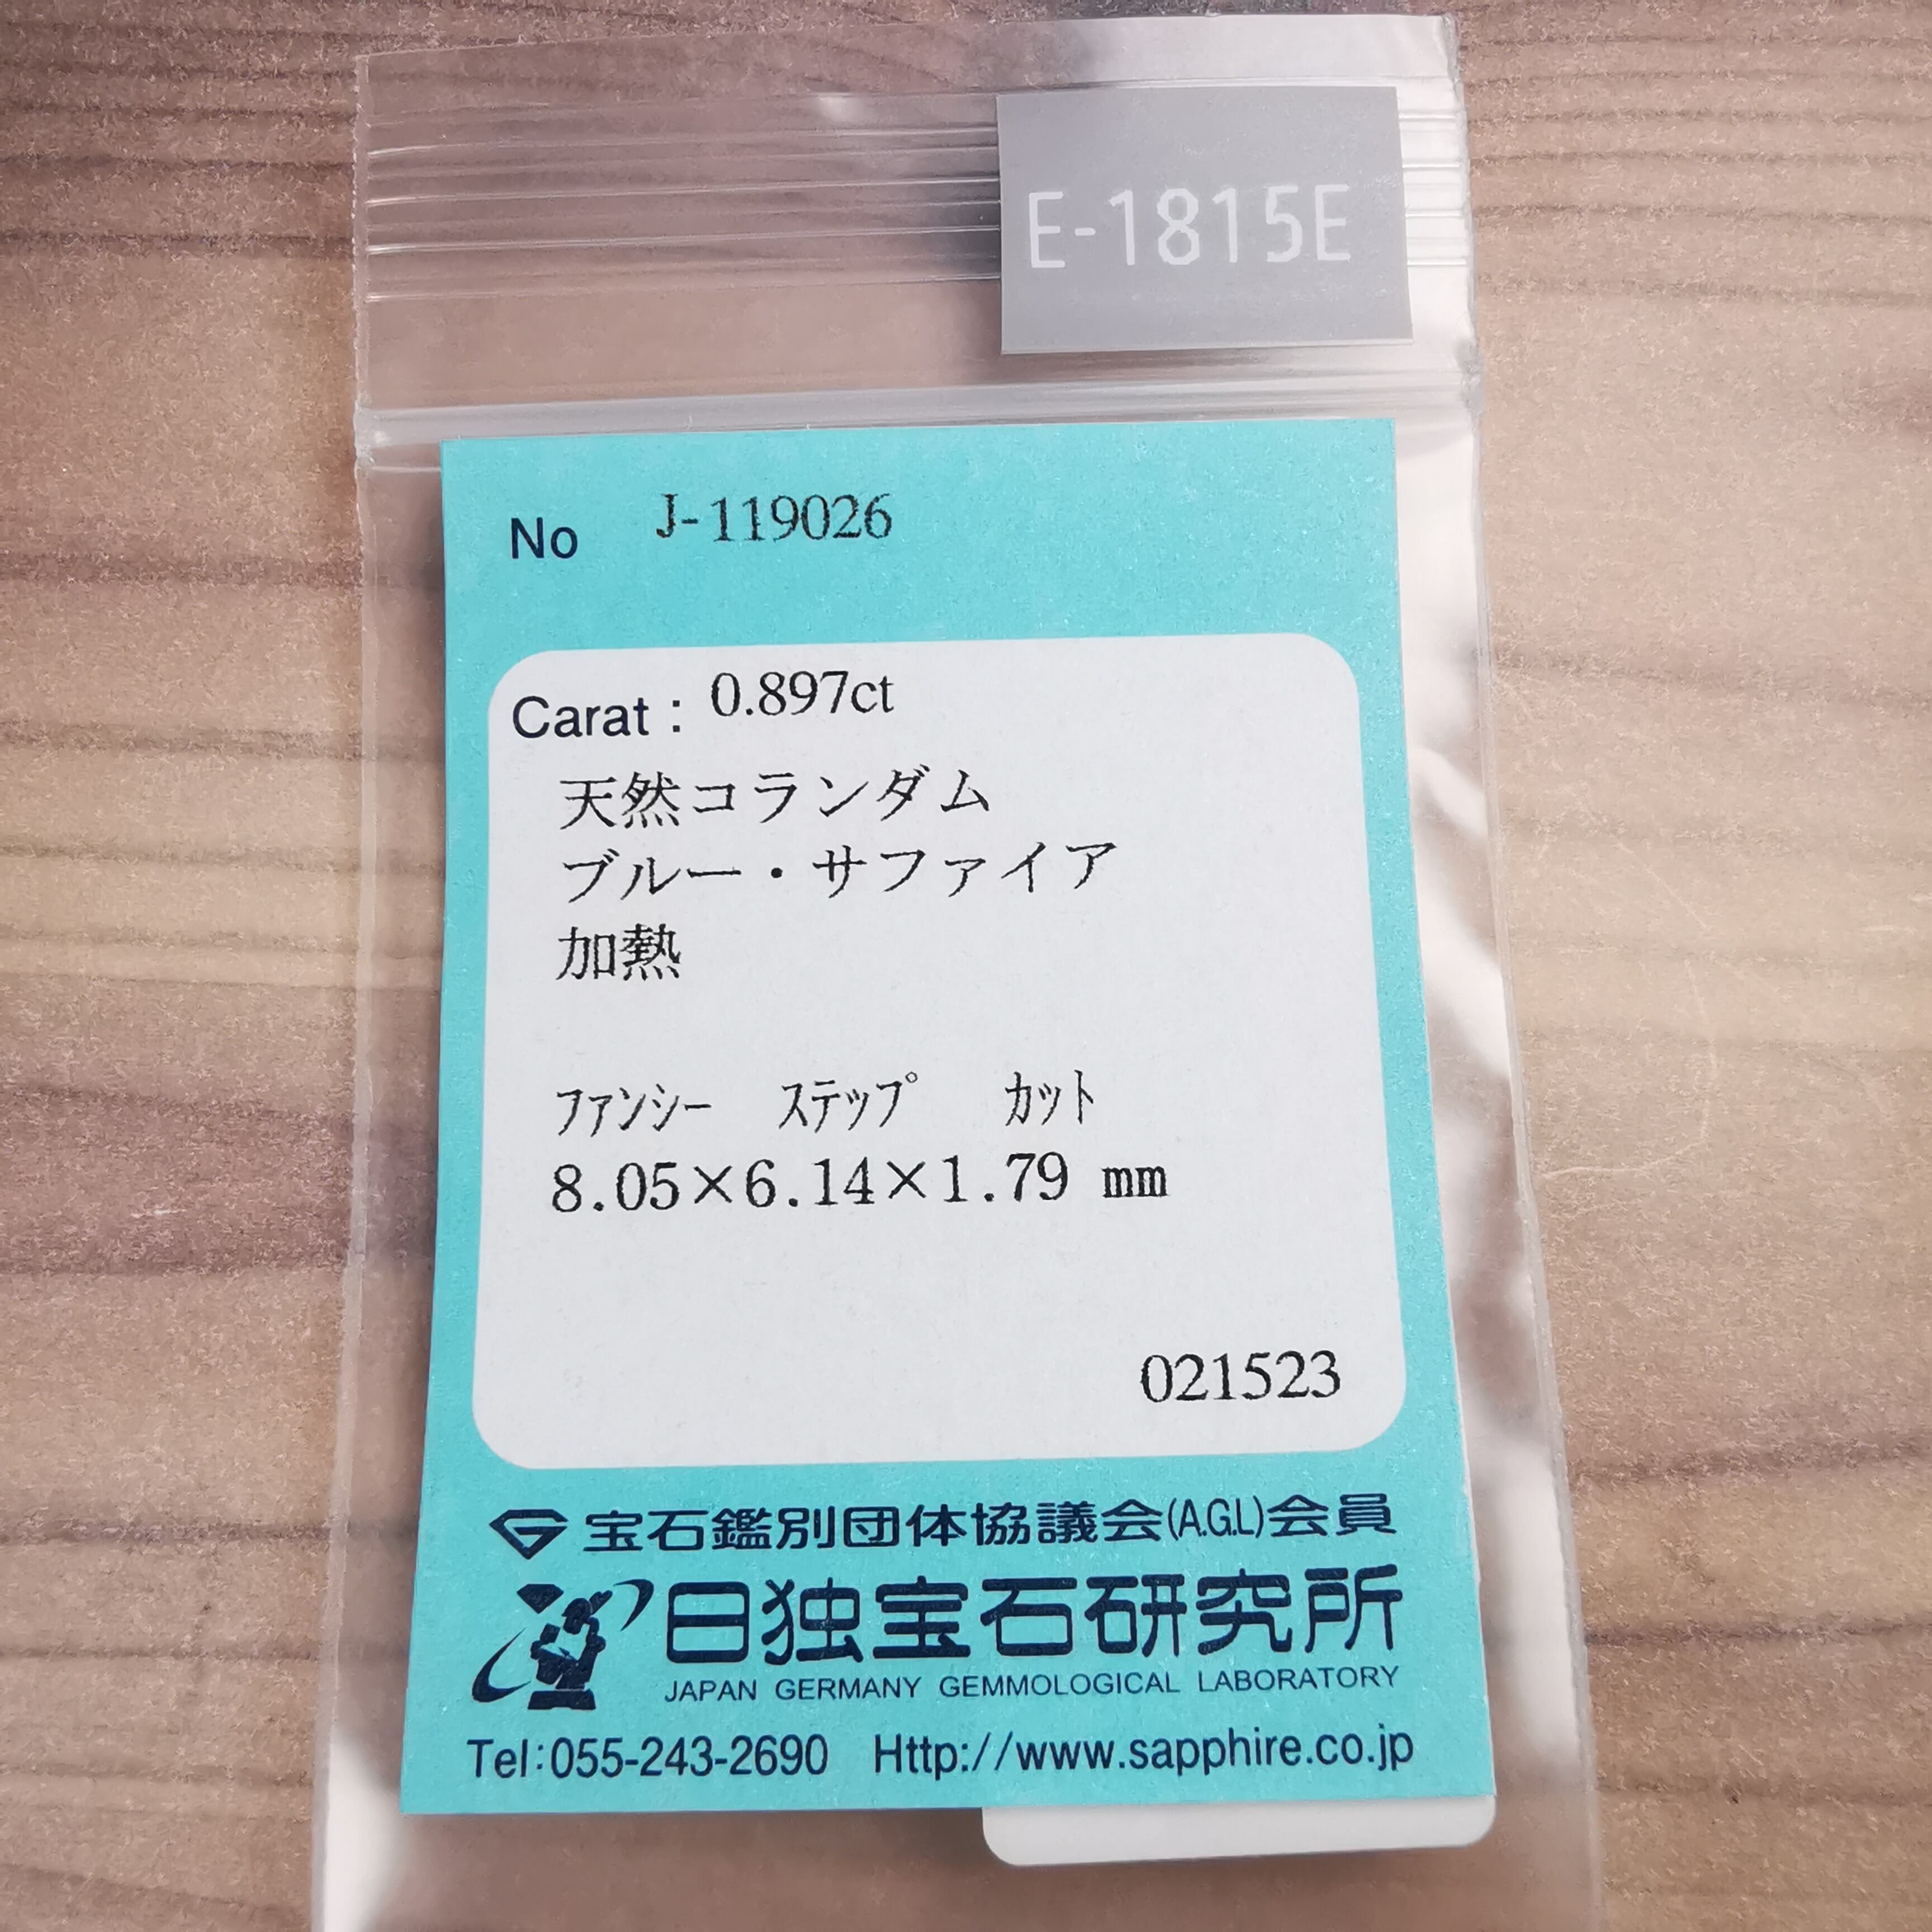 E-1815E
No J-119026
Carat : 0.897ct
天然コランダム
ブルー・サファイア
加熱
ﾌｧﾝｼｰ ｽﾃｯﾌﾟ ｶｯﾄ
8.05×6.14×1.79 mm
021523
宝石鑑別団体協議会(A.G.L)会員
日独宝石研究所
JAPAN GERMANY GEMMOLOGICAL LABORATORY
Tel:055-243-2690 Http://www.sapphire.co.jp